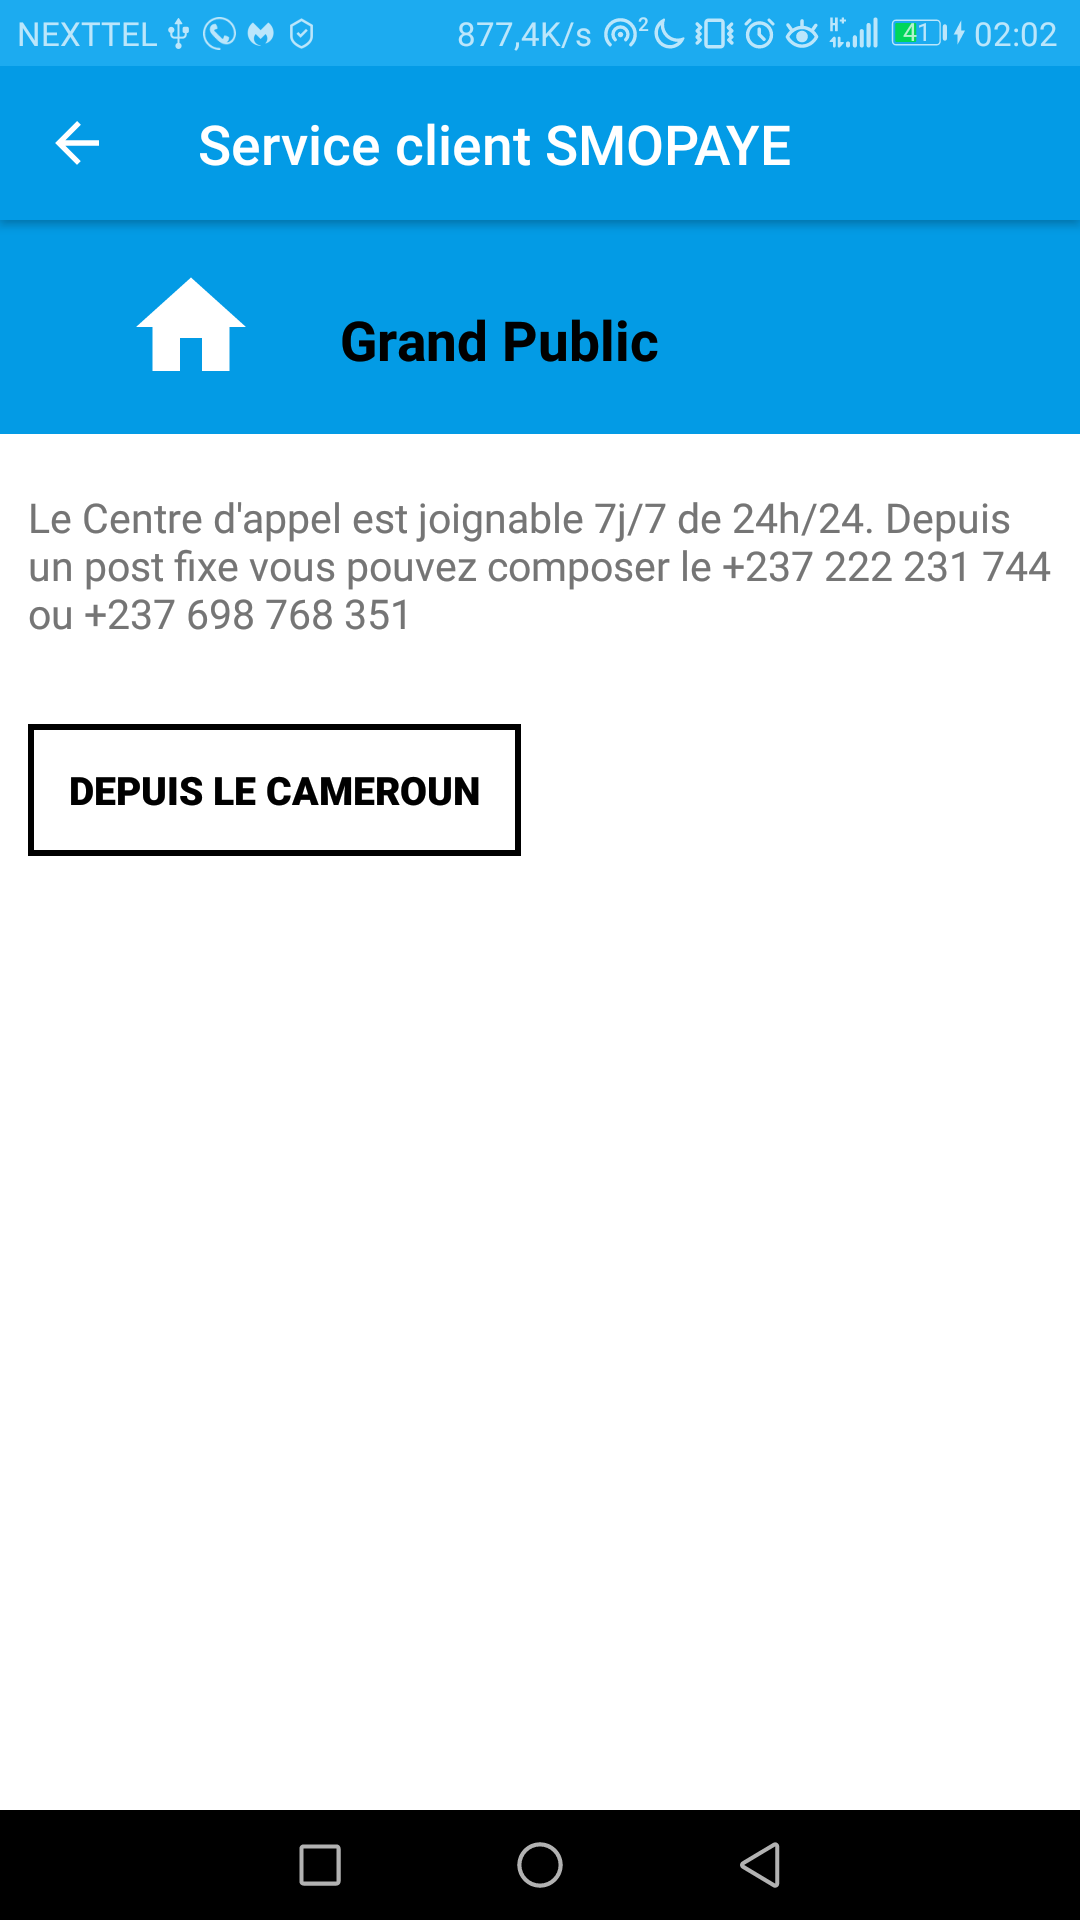 NEXTTEL 877,4K/s 2 H+ 41 02:02
Service client SMOPAYE
Grand Public
Le Centre d'appel est joignable 7j/7 de 24h/24. Depuis
un post fixe vous pouvez composer le +237 222 231 744
ou +237 698 768 351
DEPUIS LE CAMEROUN